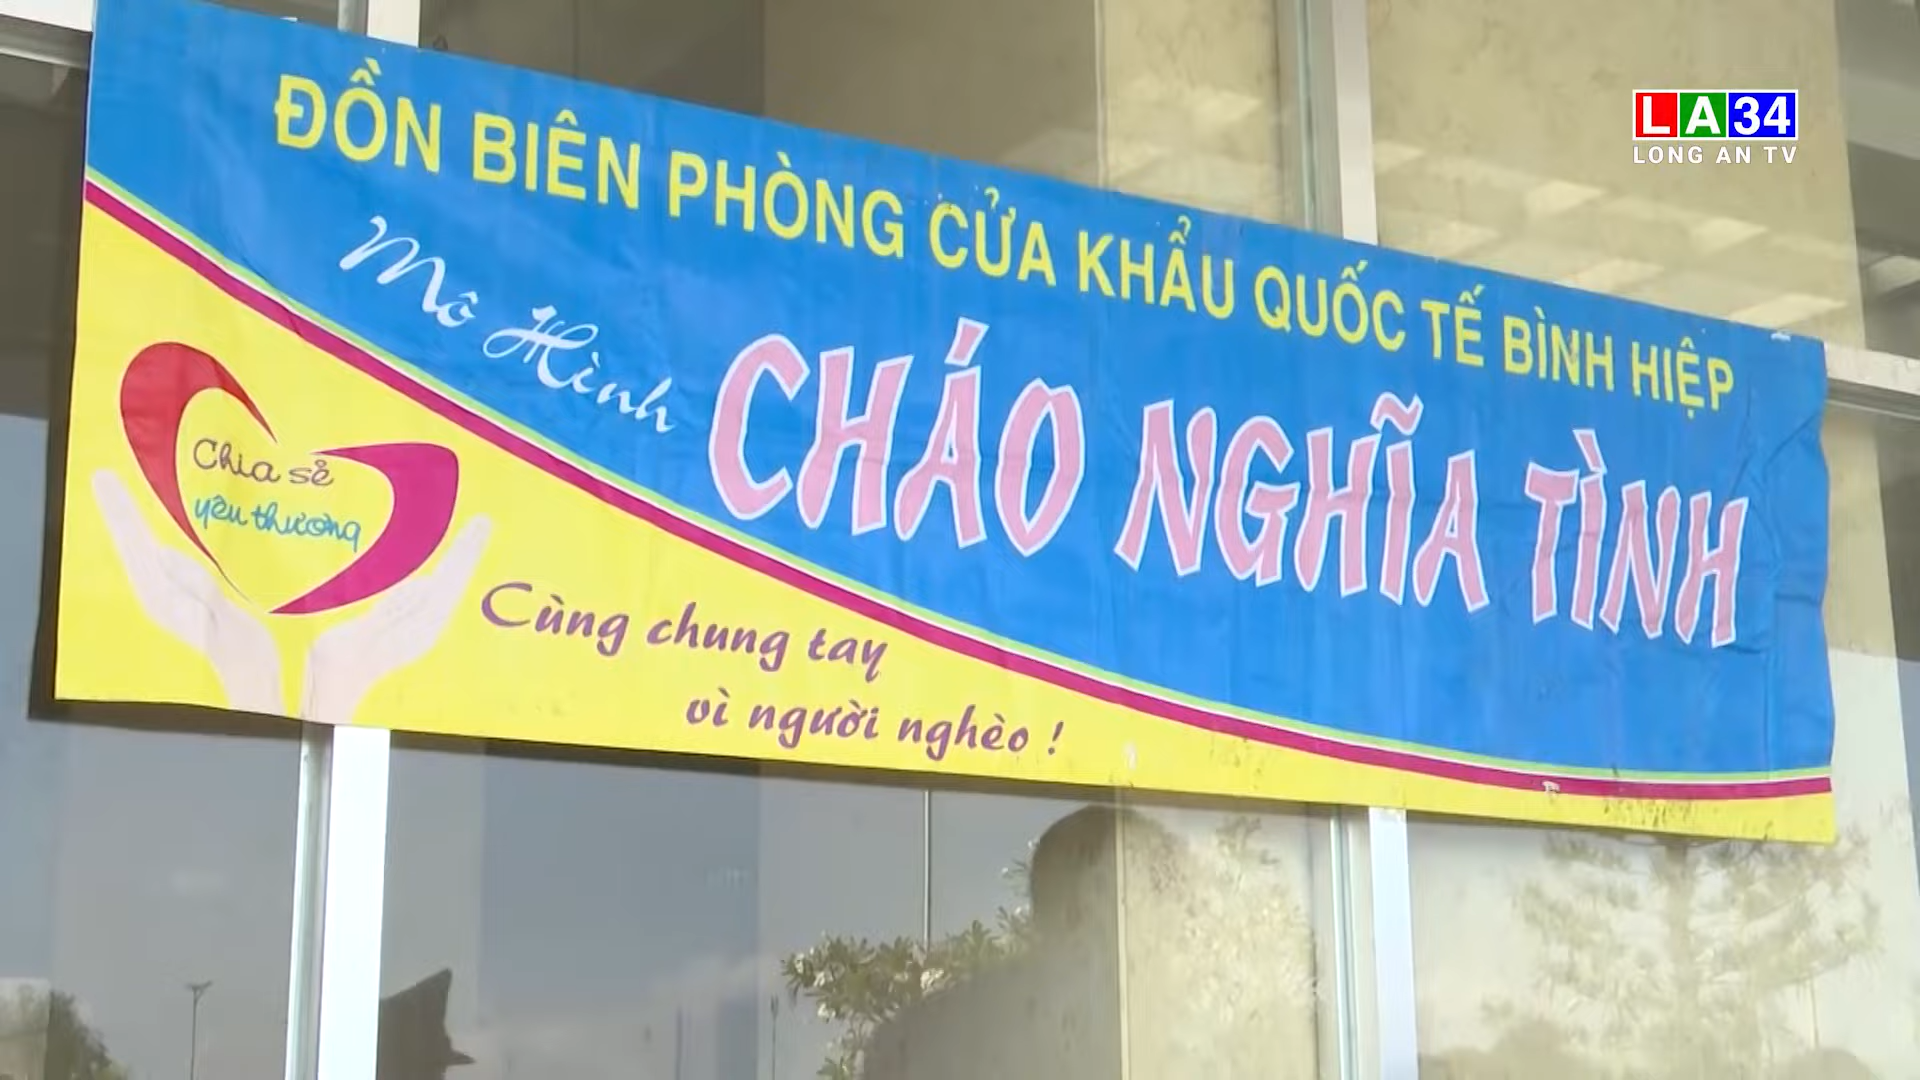 LA34
LONG AN TV
ĐỒN BIÊN PHÒNG CỬA KHẨU QUỐC TẾ BÌNH HIỆP
Mô Hình CHÁO NGHĨA TÌNH
Chia sẻ
yêu thương
Cùng chung tay
vì người nghèo !